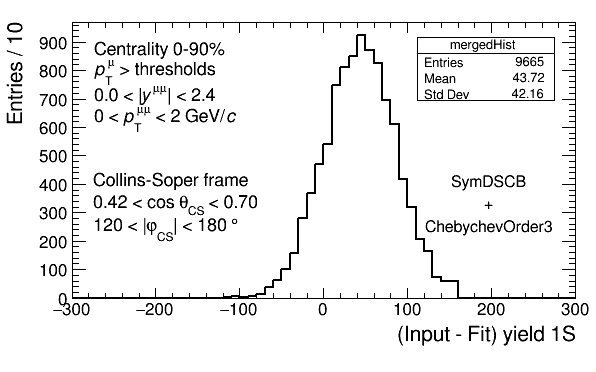 Entries / 10
900
800
700
600
500
400
300
200
100
0
Centrality 0-90%
p_T^μ > thresholds
0.0 < |y^μμ| < 2.4
0 < p_T^μμ < 2 GeV/c
Collins-Soper frame
0.42 < cos θ_CS < 0.70
120 < |φ_CS| < 180 °
mergedHist
Entries 9665
Mean 43.72
Std Dev 42.16
SymDSCB
+
ChebychevOrder3
−300 −200 −100 0 100 200 300
(Input - Fit) yield 1S